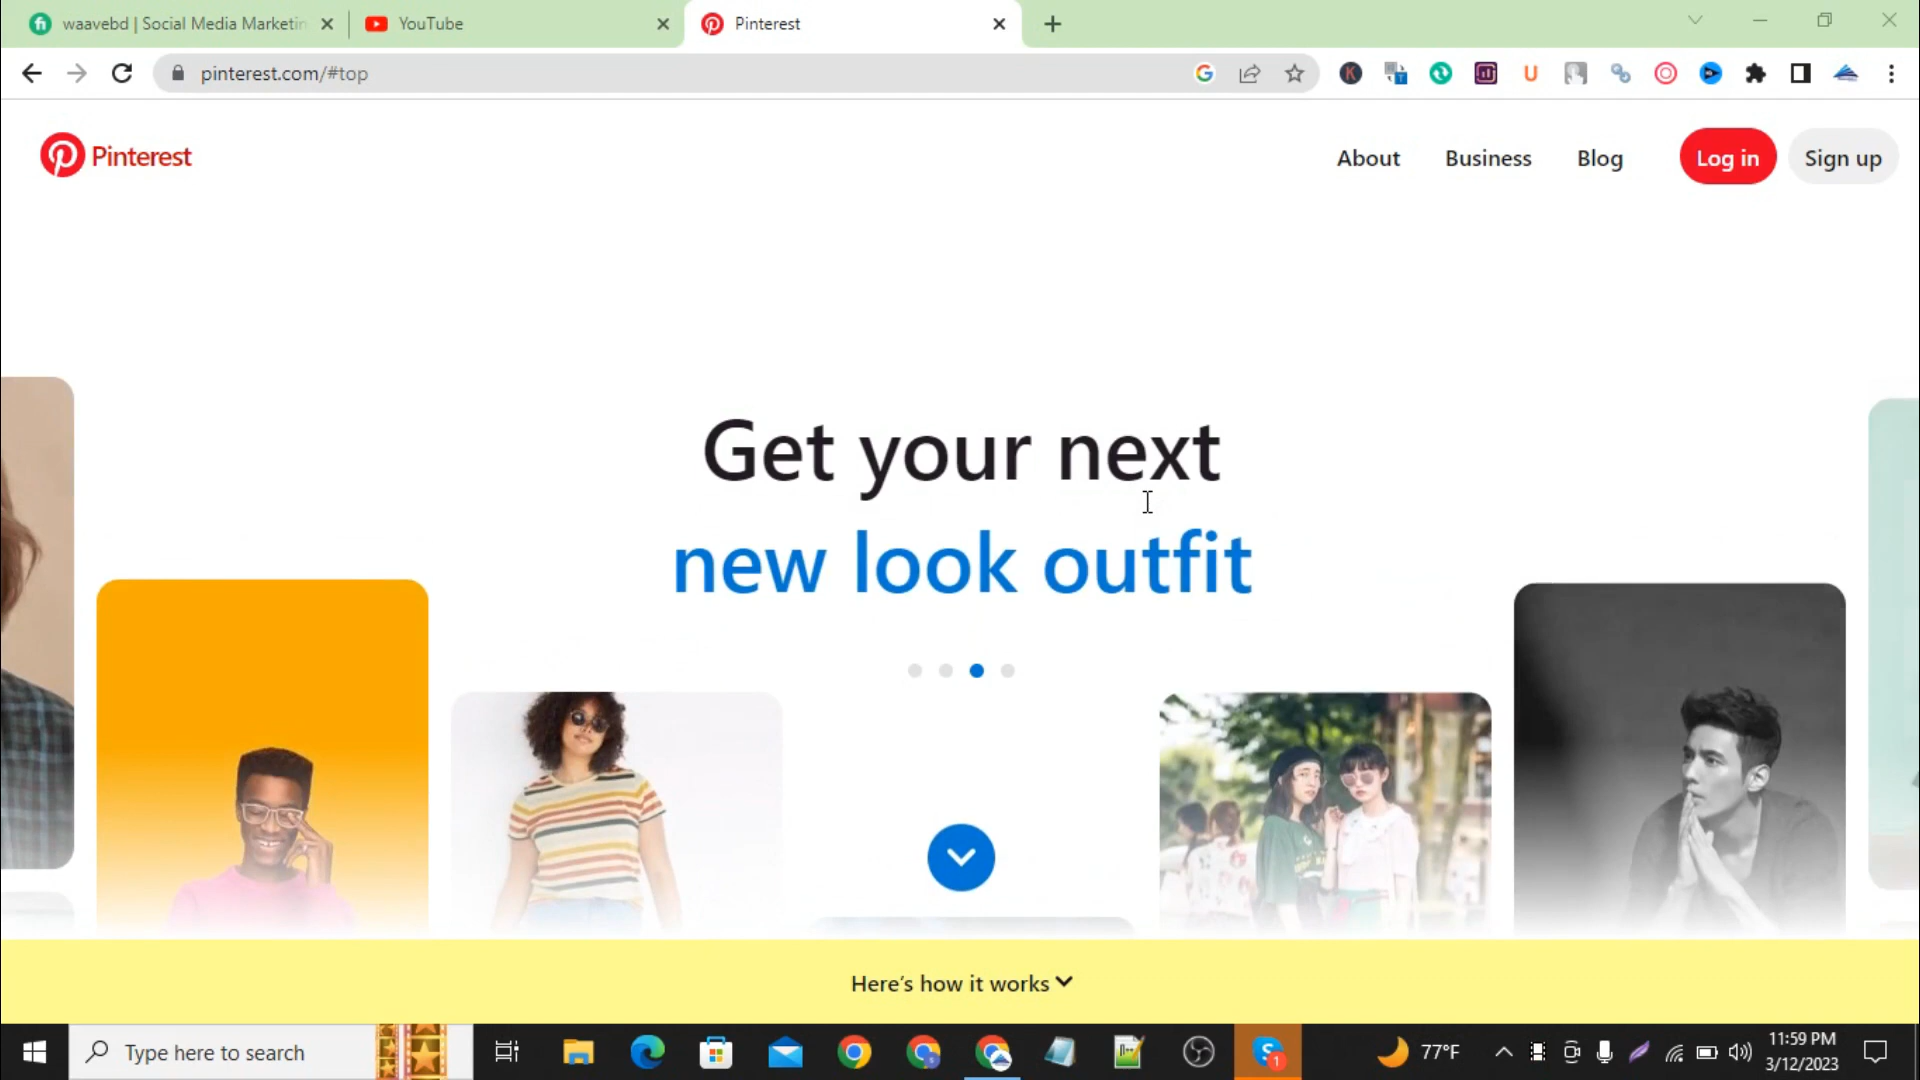 waavebd | Social Media Marketin
YouTube
Pinterest
pinterest.com/#top
Pinterest
About
Business
Blog
Log in
Sign up
Get your next
new look outfit
Here's how it works
Type here to search
77°F
11:59 PM
3/12/2023